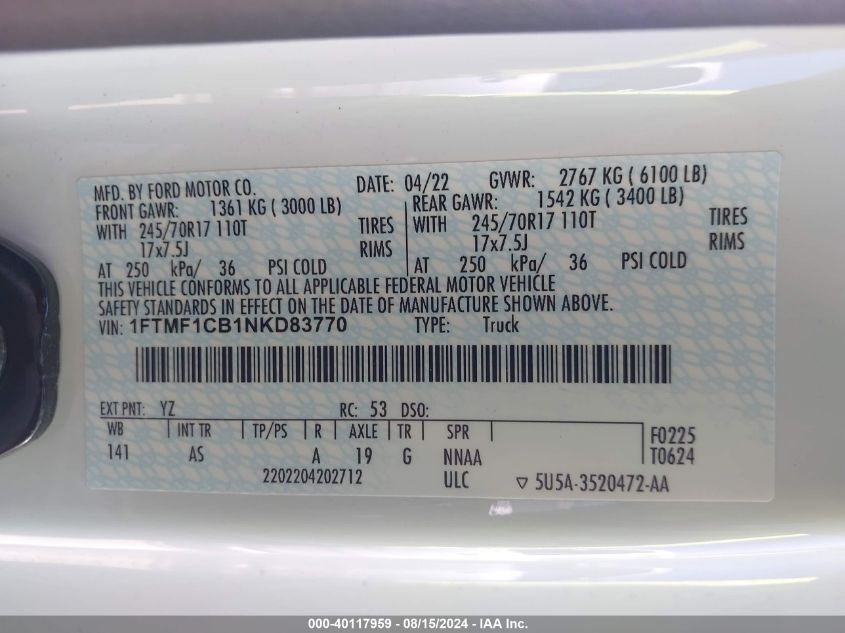 MFD. BY FORD MOTOR CO. DATE: 04/22 GVWR: 2767 KG ( 6100 LB)
FRONT GAWR: 1361 KG ( 3000 LB) REAR GAWR: 1542 KG ( 3400 LB)
WITH 245/70R17 110T TIRES WITH 245/70R17 110T TIRES
17x7.5J RIMS 17x7.5J RIMS
AT 250 kPa/ 36 PSI COLD AT 250 kPa/ 36 PSI COLD
THIS VEHICLE CONFORMS TO ALL APPLICABLE FEDERAL MOTOR VEHICLE
SAFETY STANDARDS IN EFFECT ON THE DATE OF MANUFACTURE SHOWN ABOVE.
VIN: 1FTMF1CB1NKD83770 TYPE: Truck
EXT PNT: YZ RC: 53 DSO:
WB INT TR TP/PS R AXLE TR SPR F0225
141 AS A 19 G NNAA T0624
2202204202712 ULC ▽ 5U5A-3520472-AA
000-40117959 - 08/15/2024 - IAA Inc.